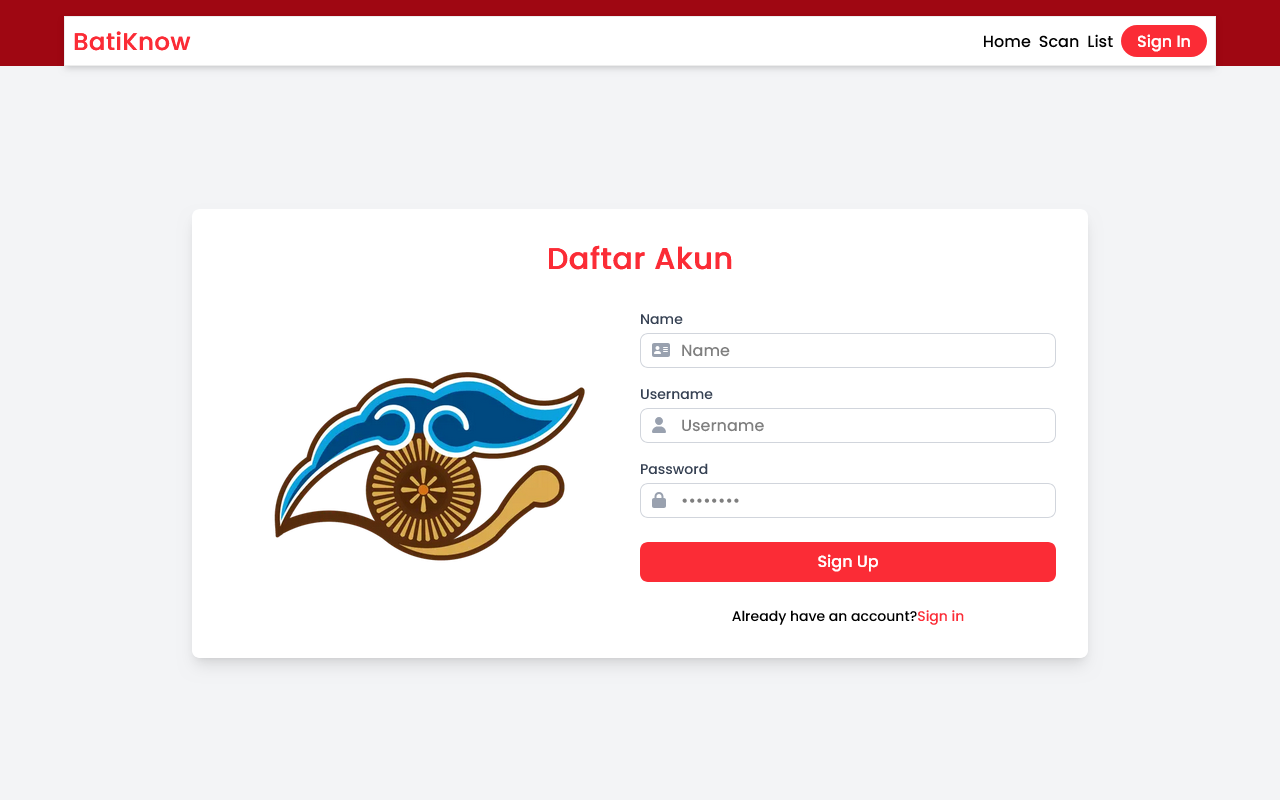 BatiKnow
Home Scan List Sign In
Daftar Akun
Name
Name
Username
Username
Password
••••••••
Sign Up
Already have an account?Sign in